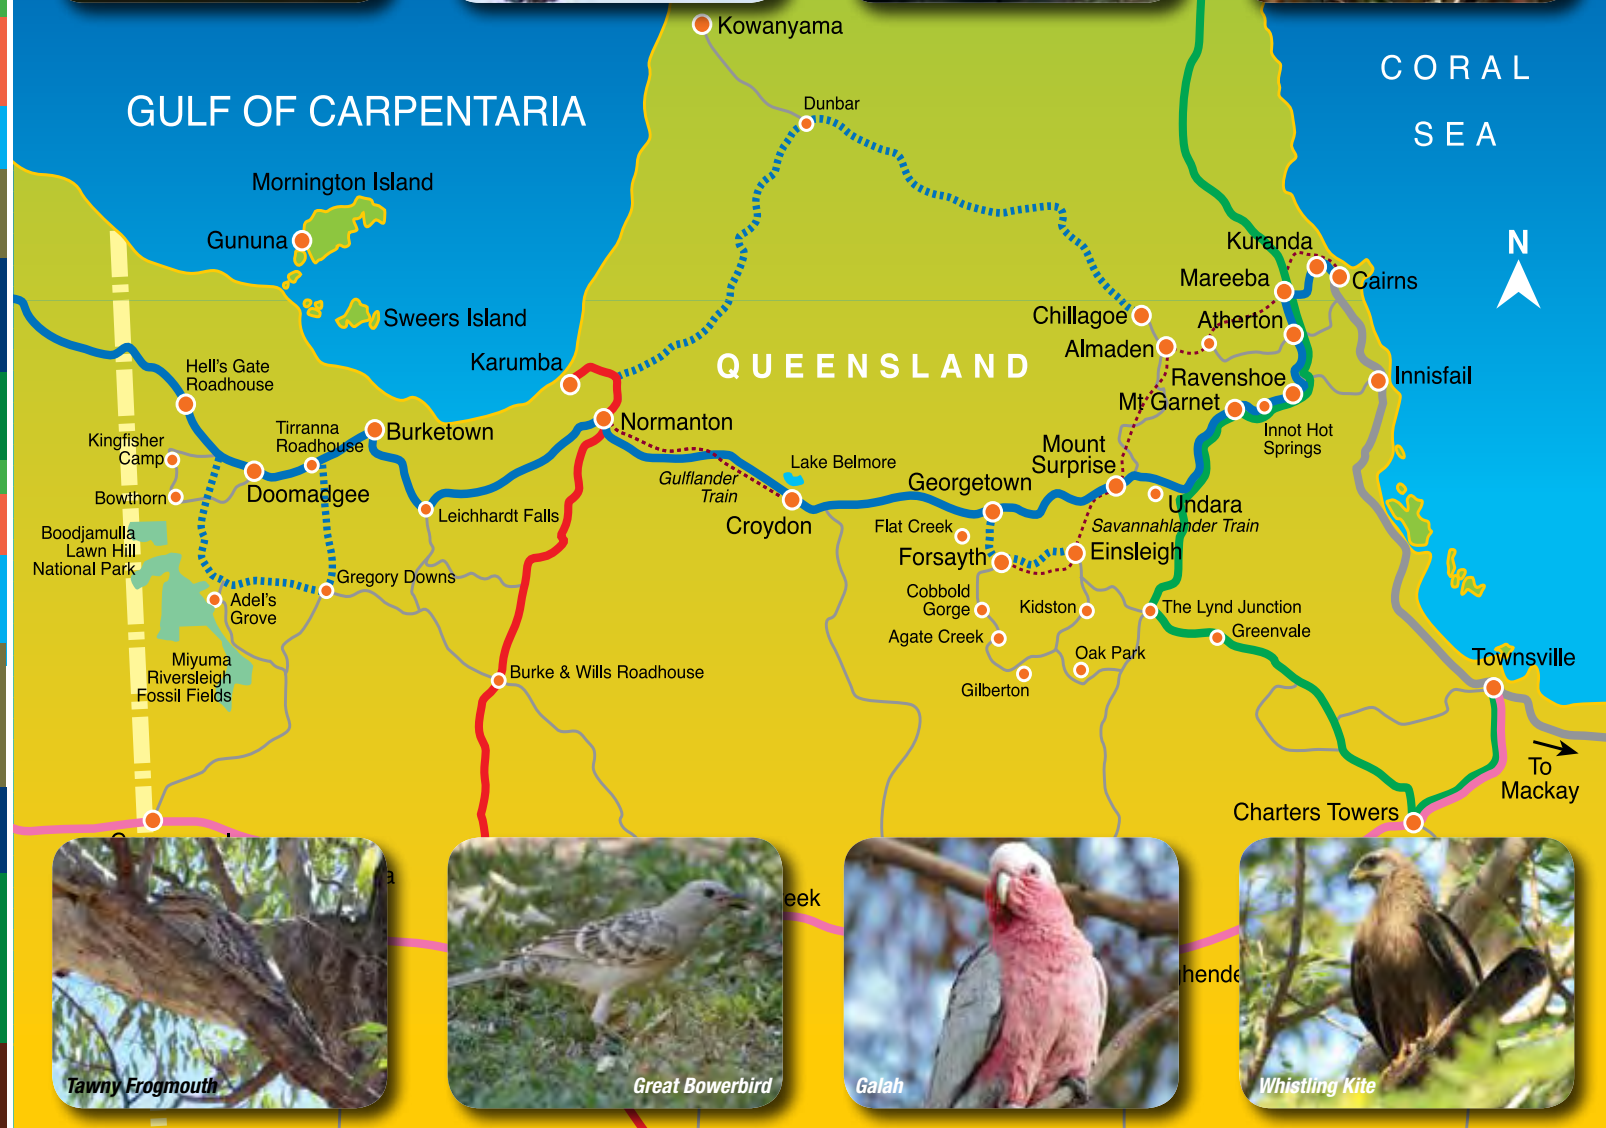 Kowanyama
CORAL
SEA
GULF OF CARPENTARIA
Dunbar
Mornington Island
Gununa
Kuranda
N
Mareeba
Cairns
Sweers Island
Chillagoe
Atherton
Almaden
Karumba
QUEENSLAND
Hell's Gate
Roadhouse
Ravenshoe
Innisfail
Mt Garnet
Normanton
Tirranna
Roadhouse
Burketown
Kingfisher
Camp
Innot Hot
Springs
Mount
Surprise
Lake Belmore
Gulflander
Train
Georgetown
Doomadgee
Bowthorn
Undara
Leichhardt Falls
Croydon
Flat Creek
Savannahlander Train
Boodjamulla
Lawn Hill
National Park
Forsayth
Einsleigh
Gregory Downs
Adel's
Grove
Cobbold
Gorge
Kidston
The Lynd Junction
Agate Creek
Greenvale
Oak Park
Townsville
Miyuma
Riversleigh
Fossil Fields
Burke & Wills Roadhouse
Gilberton
To
Mackay
Charters Towers
eek
hende
Tawny Frogmouth
Great Bowerbird
Galah
Whistling Kite